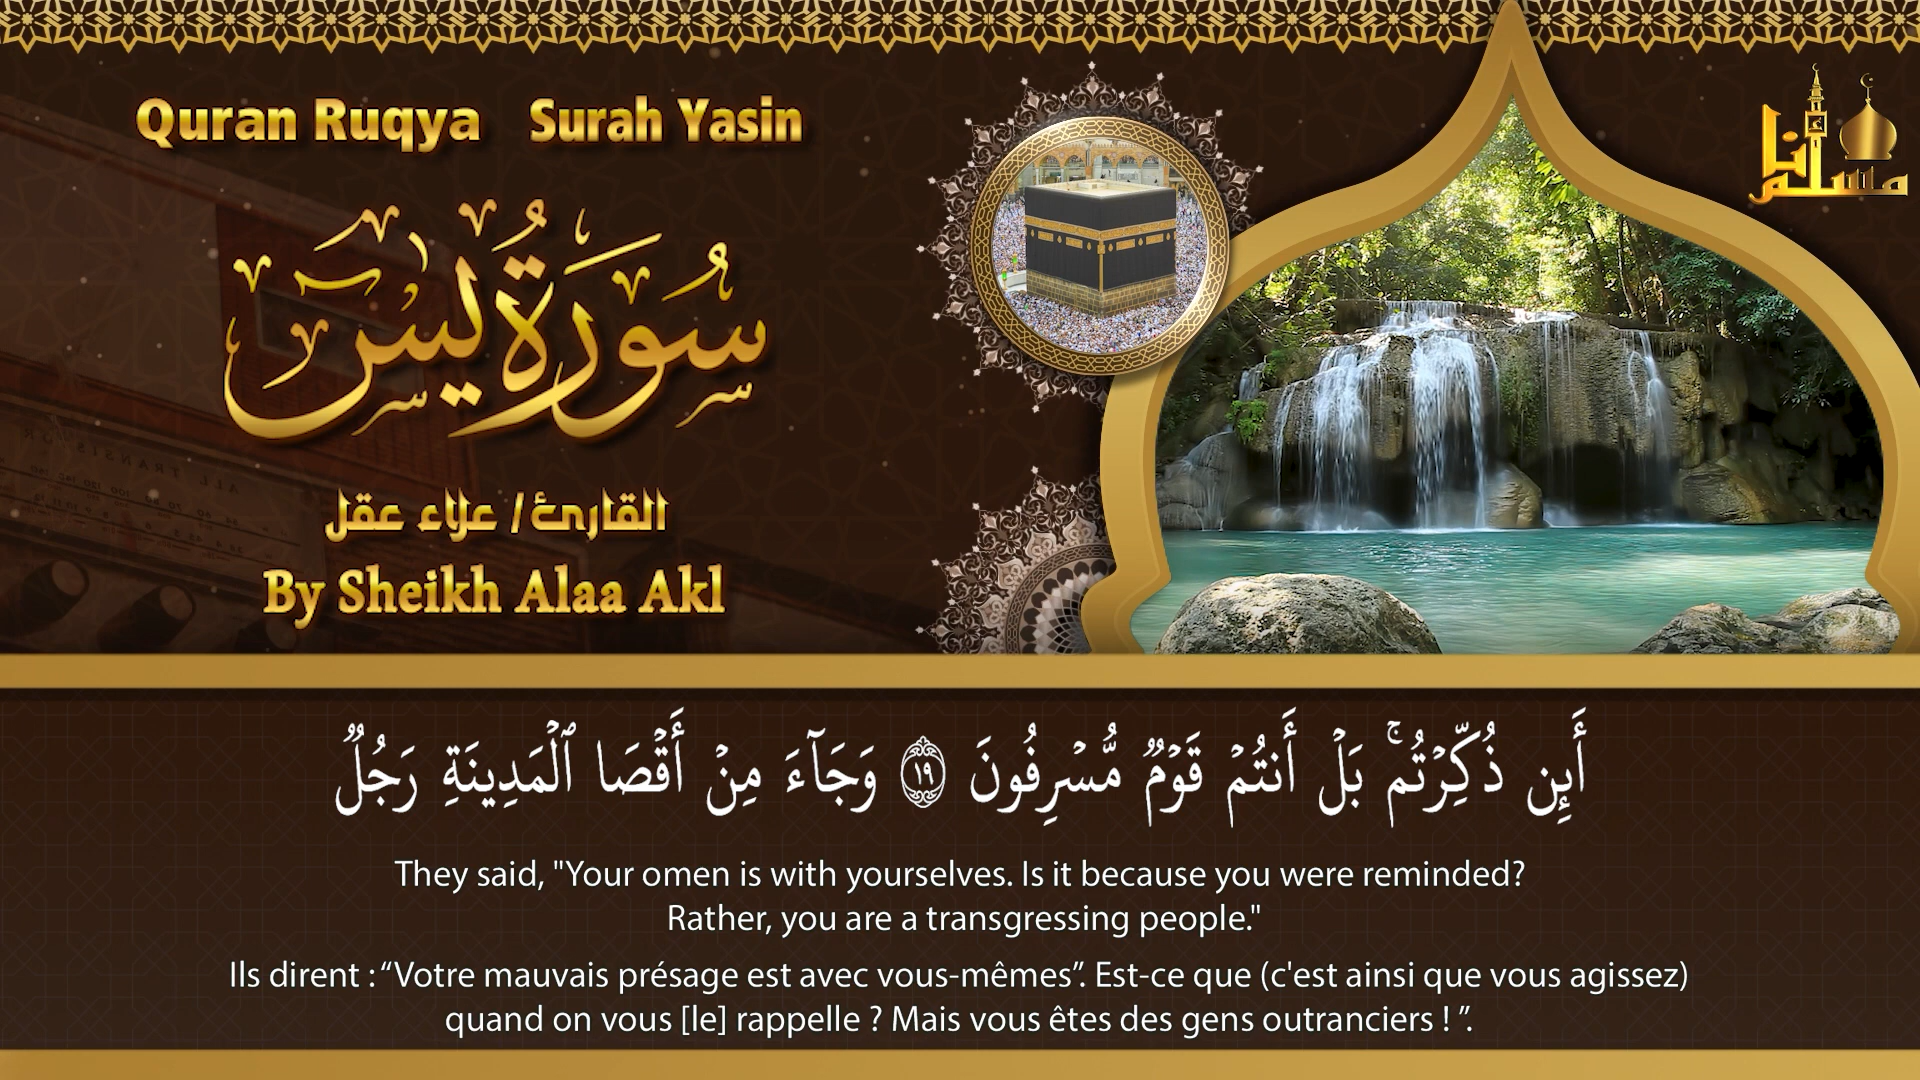 Quran Ruqya Surah Yasin
أنا مسلم
سُورَةُ يسٓ
القارئ / علاء عقل
By Sheikh Alaa Akl
أَئِن ذُكِّرۡتُمۚ بَلۡ أَنتُمۡ قَوۡمٞ مُّسۡرِفُونَ ١٩ وَجَآءَ مِنۡ أَقۡصَا ٱلۡمَدِينَةِ رَجُلٞ
They said, "Your omen is with yourselves. Is it because you were reminded?
Rather, you are a transgressing people."
Ils dirent : “Votre mauvais présage est avec vous-mêmes”. Est-ce que (c'est ainsi que vous agissez)
quand on vous [le] rappelle ? Mais vous êtes des gens outranciers ! ”.